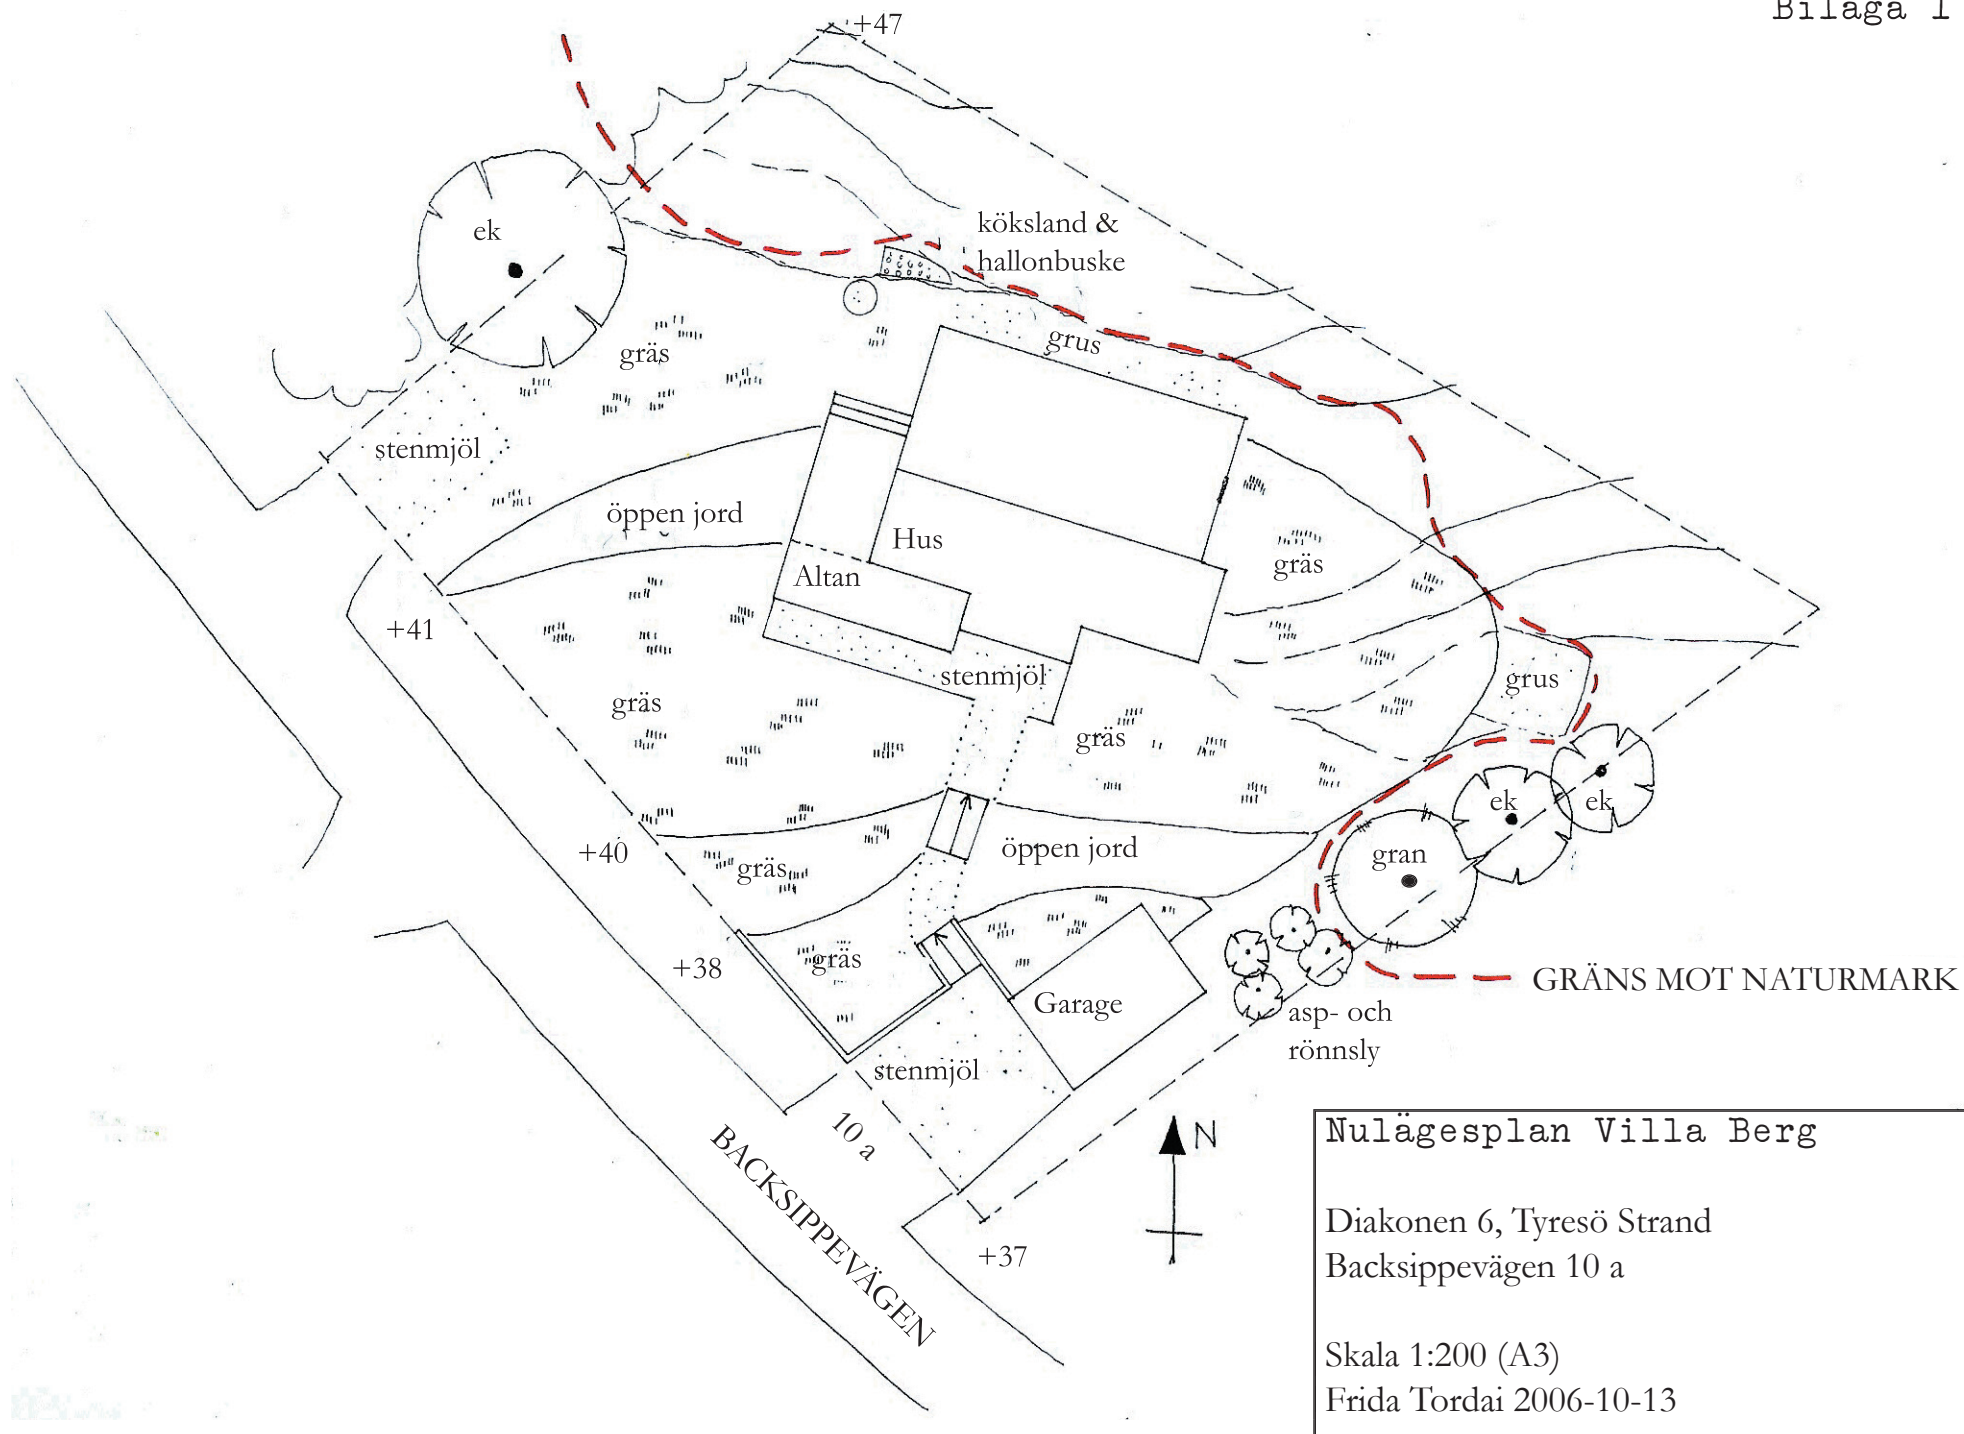 Bilaga 1
+47
ek
köksland &
hallonbuske
grus
gräs
stenmjöl
öppen jord
Hus
gräs
Altan
+41
stenmjöl
grus
gräs
gräs
ek
ek
+40
gräs
öppen jord
gran
+38
gräs
GRÄNS MOT NATURMARK
Garage
asp- och
rönnsly
stenmjöl
10 a
BACKSIPPEVÄGEN
N
+37
Nulägesplan Villa Berg
Diakonen 6, Tyresö Strand
Backsippevägen 10 a
Skala 1:200 (A3)
Frida Tordai 2006-10-13